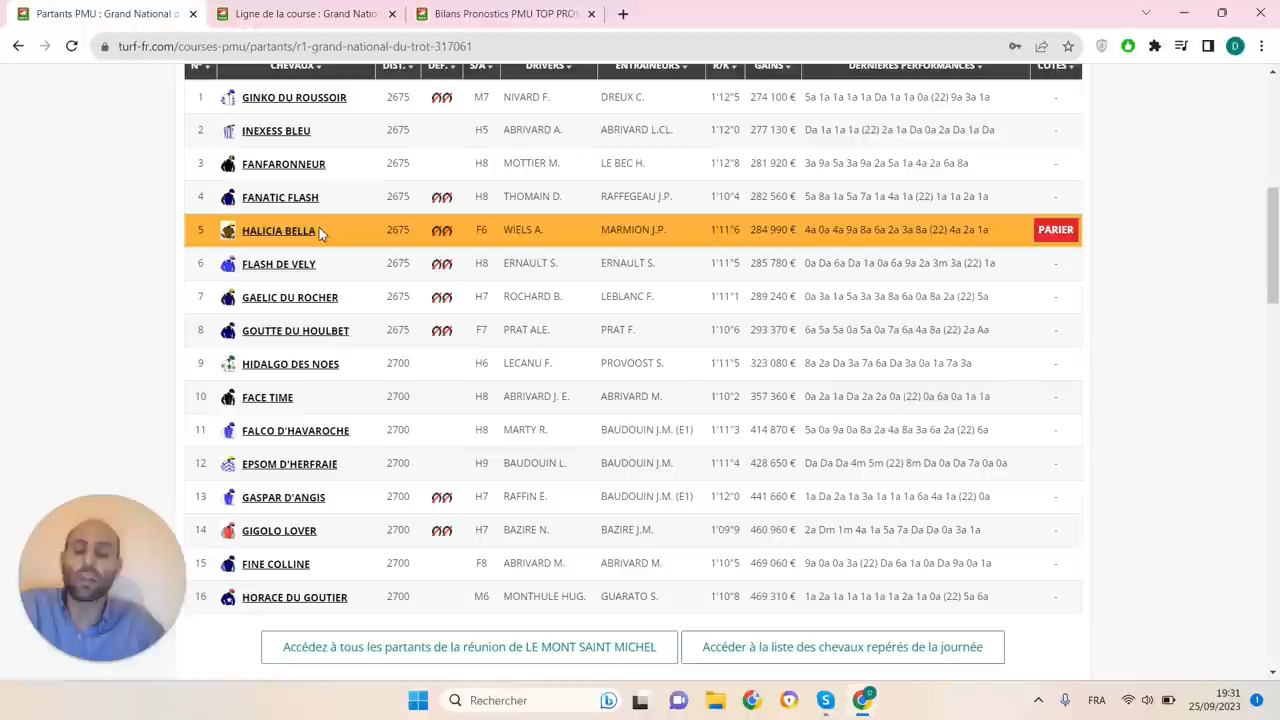 Partants PMU : Grand National d
Ligne de course : Grand Nation
Bilans Pronostics PMU TOP PRO
turf-fr.com/courses-pmu/partants/r1-grand-national-du-trot-317061
N° CHEVAUX DIST. DEF. S/A DRIVERS ENTRAÎNEURS R/K GAINS DERNIÈRES PERFORMANCES COTES
1 GINKO DU ROUSSOIR 2675 M7 NIVARD F. DREUX C. 1'12"5 274 100 € 5a 1a 1a 1a 1a Da 1a 1a 0a (22) 9a 3a 1a -
2 INEXESS BLEU 2675 H5 ABRIVARD A. ABRIVARD L.CL. 1'12"0 277 130 € Da 1a 1a 1a (22) 2a 1a Da 0a 2a Da 1a Da -
3 FANFARONNEUR 2675 H8 MOTTIER M. LE BEC H. 1'12"8 281 920 € 3a 9a 5a 3a 9a 2a 5a 1a 4a 2a 6a 8a -
4 FANATIC FLASH 2675 H8 THOMAIN D. RAFFEGEAU J.P. 1'10"4 282 560 € 5a 8a 1a 5a 7a 1a 4a 1a (22) 1a 1a 2a 1a -
5 HALICIA BELLA 2675 F6 WIELS A. MARMION J.P. 1'11"6 284 990 € 4a 0a 4a 9a 8a 6a 2a 3a 8a (22) 4a 2a 1a PARIER
6 FLASH DE VELY 2675 H8 ERNAULT S. ERNAULT S. 1'11"5 285 780 € 0a Da 6a Da 1a 0a 6a 9a 2a 3m 3a (22) 1a -
7 GAELIC DU ROCHER 2675 H7 ROCHARD B. LEBLANC F. 1'11"1 289 240 € 0a 3a 1a 5a 3a 3a 8a 6a 0a 8a 2a (22) 5a -
8 GOUTTE DU HOULBET 2675 F7 PRAT ALE. PRAT F. 1'10"6 293 370 € 6a 5a 5a 0a 5a 0a 7a 6a 4a 8a (22) 2a Aa -
9 HIDALGO DES NOES 2700 H6 LECANU F. PROVOOST S. 1'11"5 323 080 € 8a 2a Da 3a 7a 6a Da 3a 0a 1a 7a 3a -
10 FACE TIME 2700 H8 ABRIVARD J. E. ABRIVARD M. 1'10"2 357 360 € 0a 2a 1a Da 2a 2a 0a (22) 0a 6a 0a 1a 1a -
11 FALCO D'HAVAROCHE 2700 H8 MARTY R. BAUDOUIN J.M. (E1) 1'11"3 414 870 € 5a 0a 9a 0a 8a 2a 4a 8a 3a 6a 2a (22) 6a -
12 EPSOM D'HERFRAIE 2700 H9 BAUDOUIN L. BAUDOUIN J.M. 1'11"4 428 650 € Da Da Da 4m 5m (22) 8m Da 0a Da 7a 0a 0a -
13 GASPAR D'ANGIS 2700 H7 RAFFIN E. BAUDOUIN J.M. (E1) 1'12"0 441 660 € 1a Da 2a 1a 3a 1a 1a 1a 6a 4a 1a (22) 0a -
14 GIGOLO LOVER 2700 H7 BAZIRE N. BAZIRE J.M. 1'09"9 460 960 € 2a Dm 1m 4a 1a 5a 7a Da Da 0a 3a 1a -
15 FINE COLLINE 2700 F8 ABRIVARD M. ABRIVARD M. 1'10"5 469 060 € 9a 0a 0a 3a (22) Da 6a 1a 0a Da 9a 0a 1a -
16 HORACE DU GOUTIER 2700 M6 MONTHULE HUG. GUARATO S. 1'10"8 469 310 € 1a 2a 1a 1a 1a 1a 1a 2a 1a 0a (22) 5a 6a -
Accédez à tous les partants de la réunion de LE MONT SAINT MICHEL
Accéder à la liste des chevaux repérés de la journée
Rechercher
FRA
19:31
25/09/2023